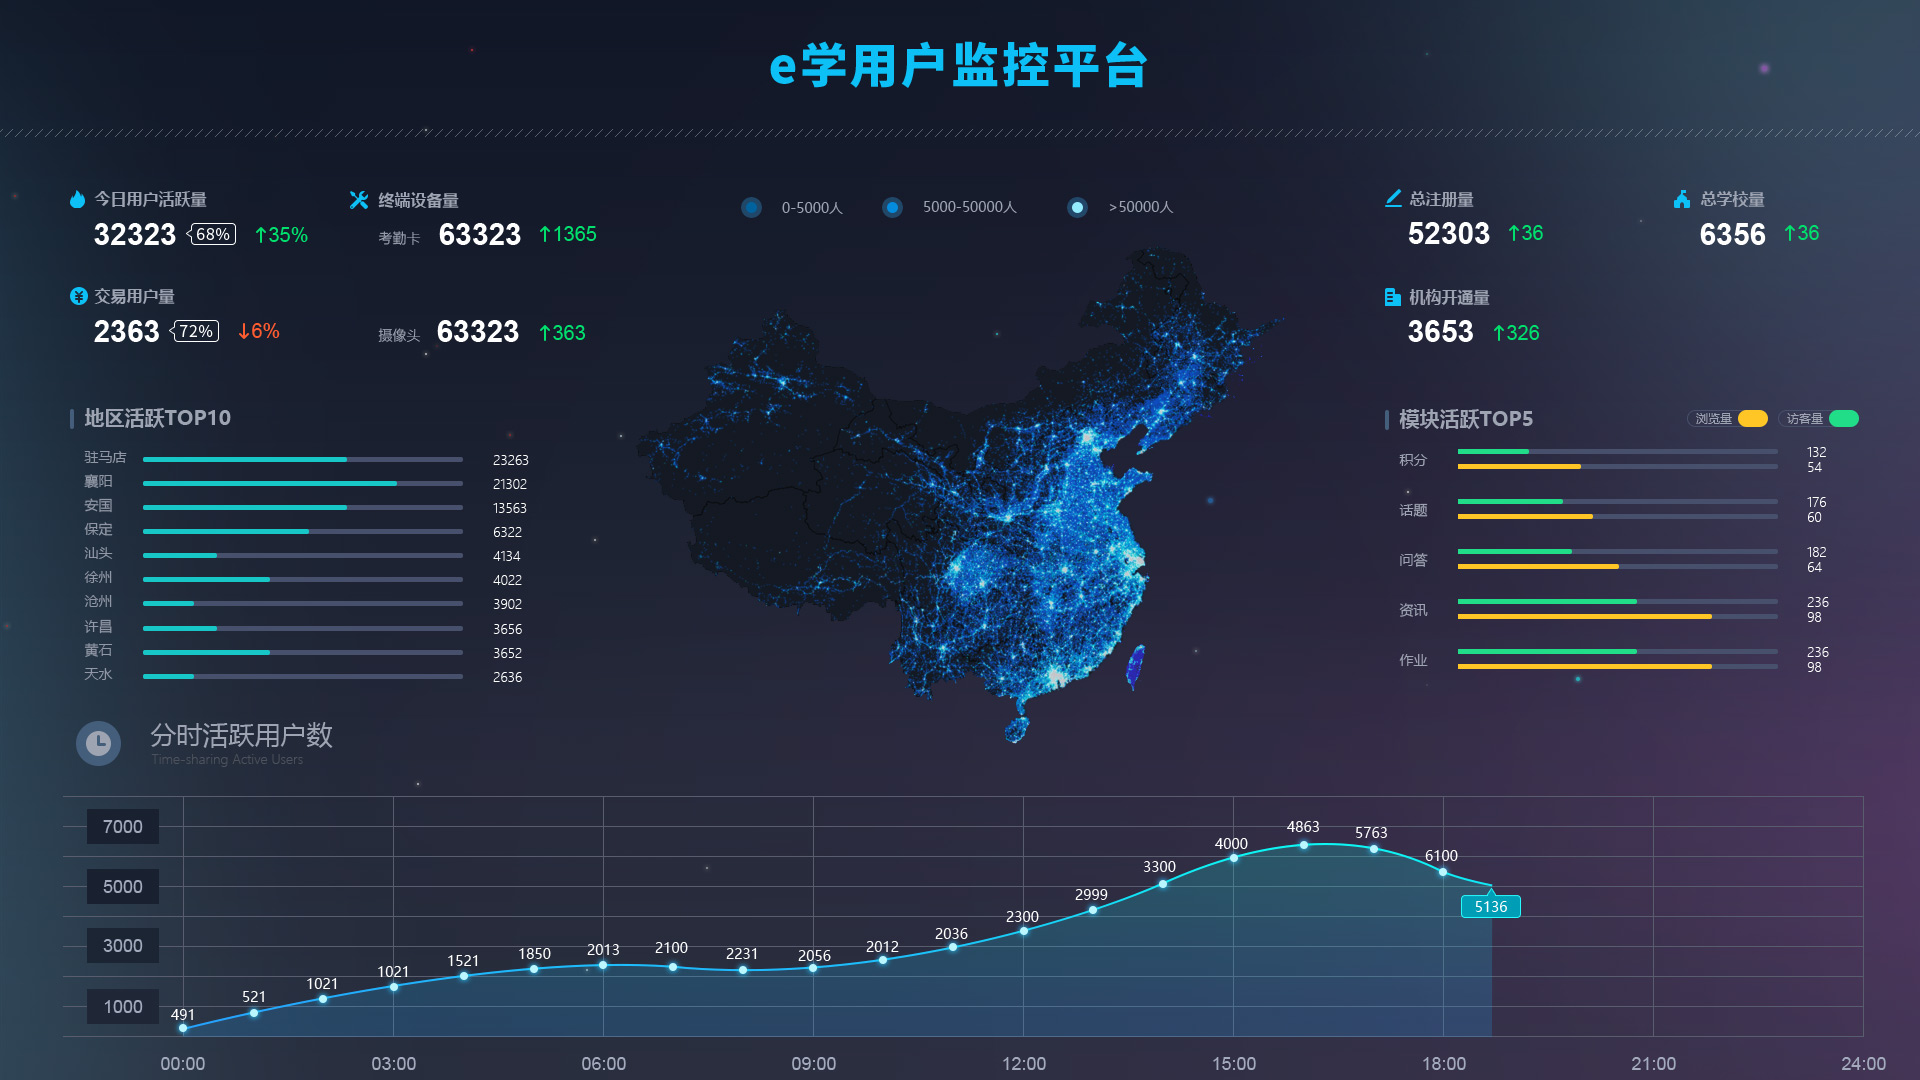 e学用户监控平台
今日用户活跃量
32323 68% ↑35%
终端设备量
考勤卡 63323 ↑1365
交易用户量
2363 72% ↓6%
摄像头 63323 ↑363
0-5000人 5000-50000人 >50000人
总注册量
52303 ↑36
总学校量
6356 ↑36
机构开通量
3653 ↑326
地区活跃TOP10
驻马店 23263
襄阳 21302
安国 13563
保定 6322
汕头 4134
徐州 4022
沧州 3902
许昌 3656
黄石 3652
天水 2636
模块活跃TOP5 浏览量 访客量
积分 132
54
话题 176
60
问答 182
64
资讯 236
98
作业 236
98
分时活跃用户数
Time-sharing Active Users
7000
5000
3000
1000
491 521 1021 1021 1521 1850 2013 2100 2231 2056 2012 2036 2300 2999 3300 4000 4863 5763 6100 5136
00:00 03:00 06:00 09:00 12:00 15:00 18:00 21:00 24:00